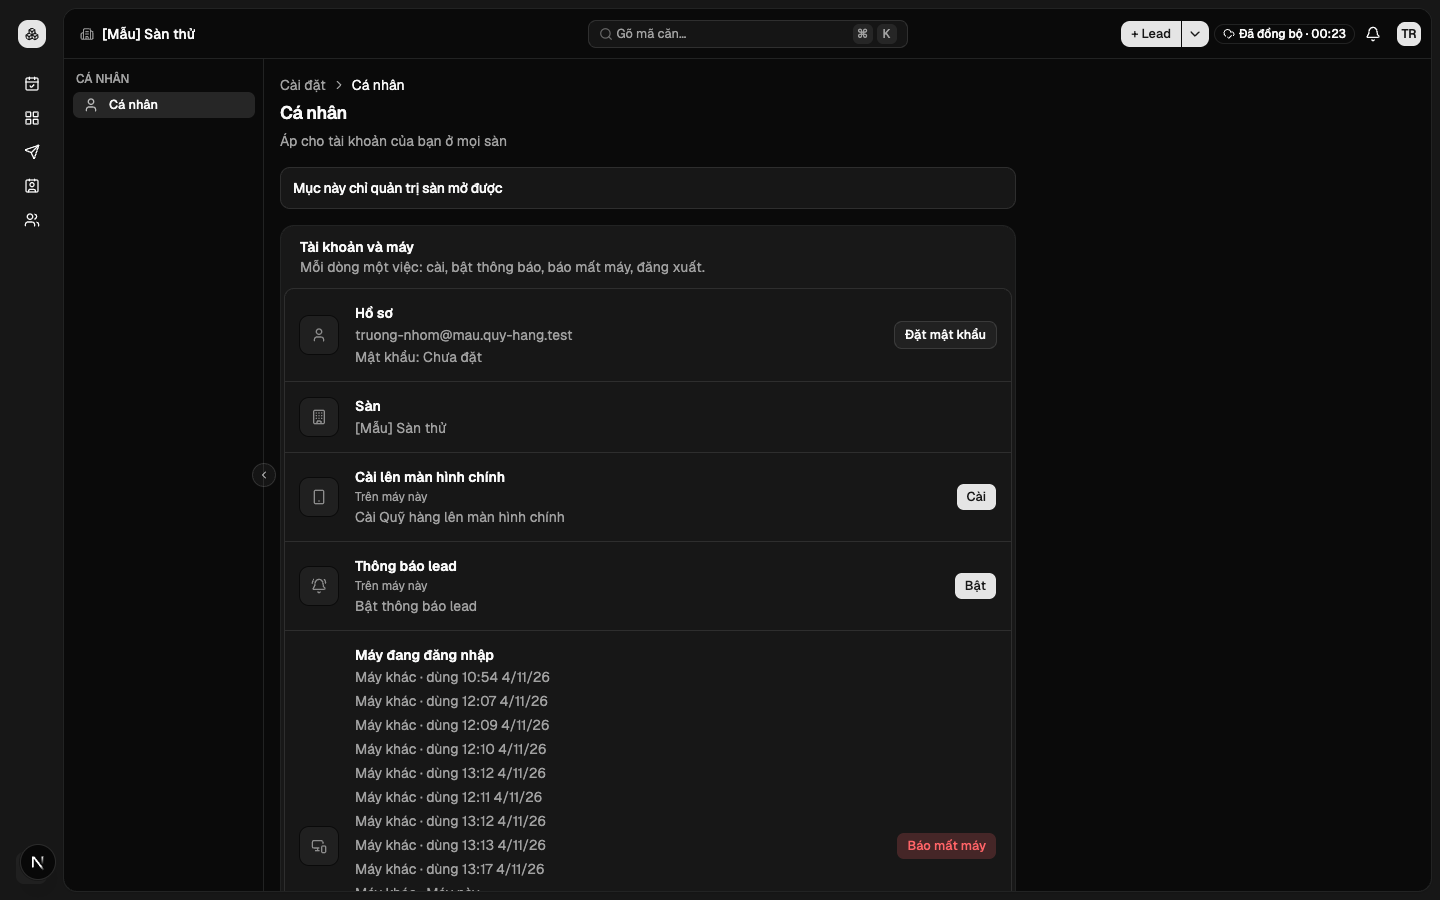 [Mẫu] Sàn thử
Gõ mã căn...
⌘ K
+ Lead
Đã đồng bộ · 00:23
TR
CÁ NHÂN
Cá nhân
Cài đặt > Cá nhân
Cá nhân
Áp cho tài khoản của bạn ở mọi sàn
Mục này chỉ quản trị sàn mở được
Tài khoản và máy
Mỗi dòng một việc: cài, bật thông báo, báo mất máy, đăng xuất.
Hồ sơ
truong-nhom@mau.quy-hang.test
Mật khẩu: Chưa đặt
Đặt mật khẩu
Sàn
[Mẫu] Sàn thử
Cài lên màn hình chính
Trên máy này
Cài Quỹ hàng lên màn hình chính
Cài
Thông báo lead
Trên máy này
Bật thông báo lead
Bật
Máy đang đăng nhập
Máy khác · dùng 10:54 4/11/26
Máy khác · dùng 12:07 4/11/26
Máy khác · dùng 12:09 4/11/26
Máy khác · dùng 12:10 4/11/26
Máy khác · dùng 13:12 4/11/26
Máy khác · dùng 12:11 4/11/26
Máy khác · dùng 13:12 4/11/26
Máy khác · dùng 13:13 4/11/26
Máy khác · dùng 13:17 4/11/26
Báo mất máy
N